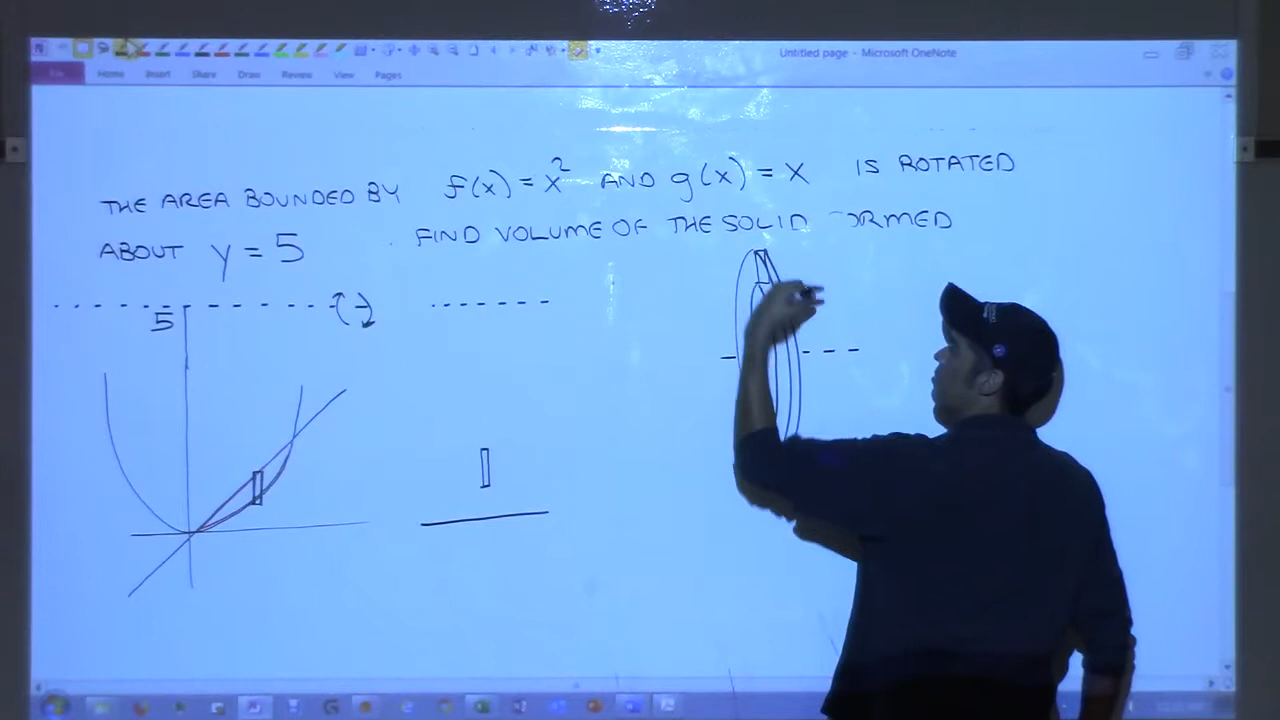 Untitled page - Microsoft OneNote
File Home Insert Share Draw Review View Pages
THE AREA BOUNDED BY f(x) = x² AND g(x) = x IS ROTATED
ABOUT y = 5 . FIND VOLUME OF THE SOLID ORMED
5